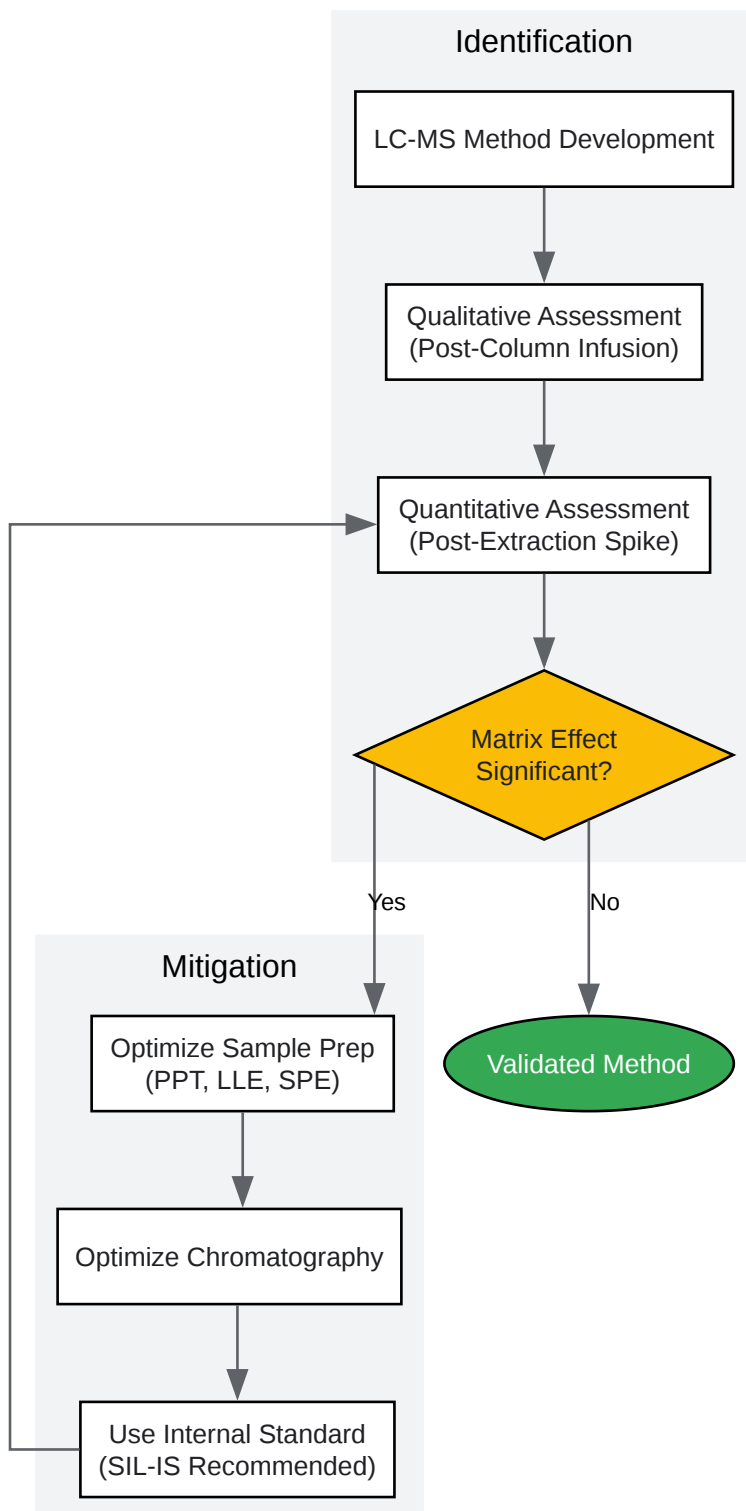 Identification
LC-MS Method Development
Qualitative Assessment
(Post-Column Infusion)
Quantitative Assessment
(Post-Extraction Spike)
Matrix Effect
Significant?
Yes
No
Mitigation
Optimize Sample Prep
(PPT, LLE, SPE)
Validated Method
Optimize Chromatography
Use Internal Standard
(SIL-IS Recommended)